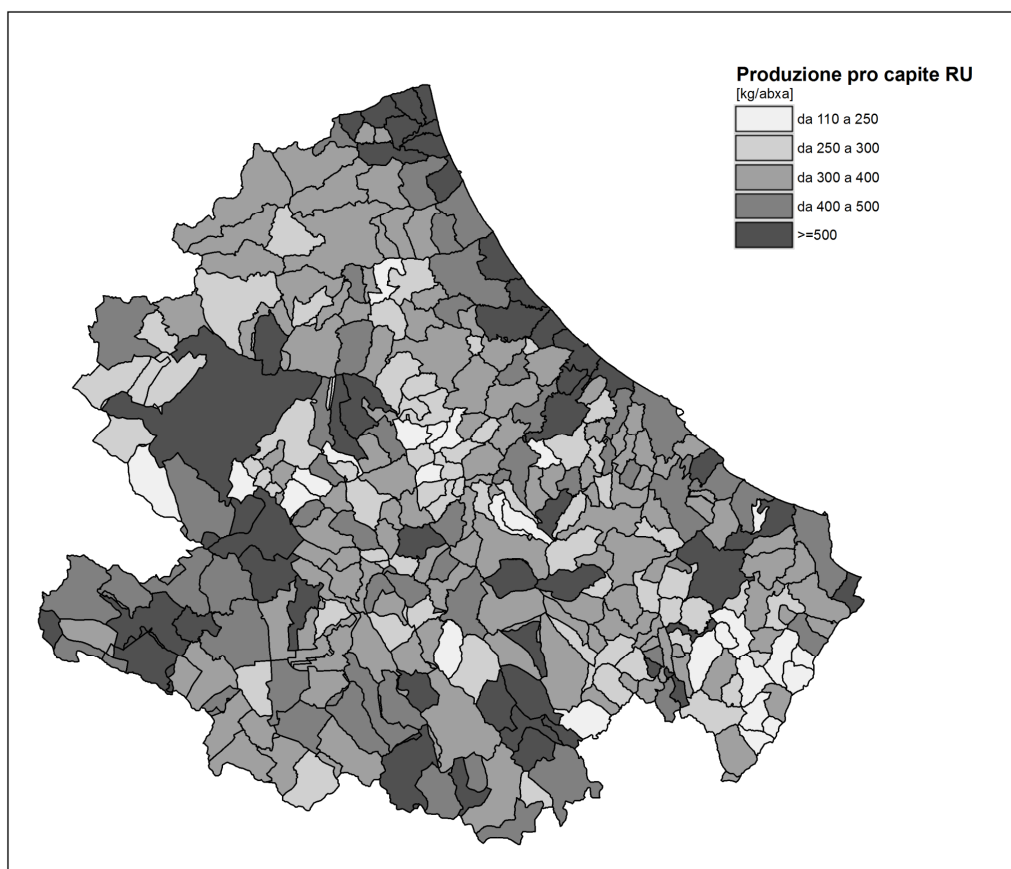 Produzione pro capite RU
[kg/abxa]
da 110 a 250
da 250 a 300
da 300 a 400
da 400 a 500
>=500